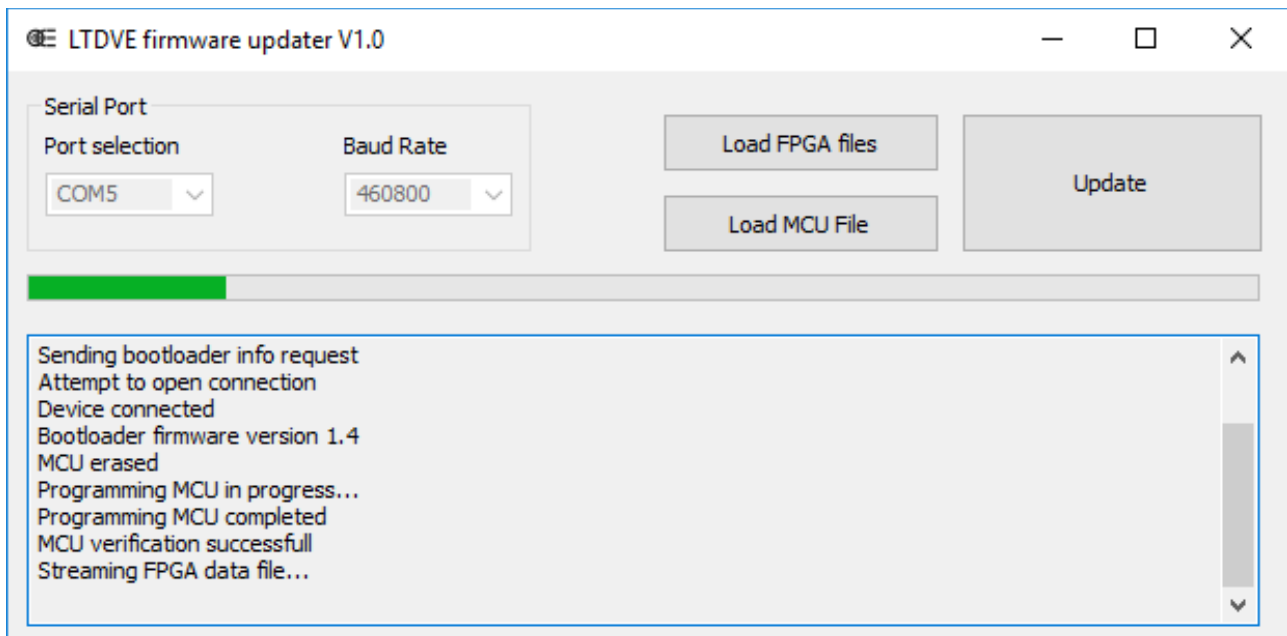 LTDVE firmware updater V1.0
Serial Port
Port selection
Baud Rate
COM5
460800
Load FPGA files
Load MCU File
Update
Sending bootloader info request
Attempt to open connection
Device connected
Bootloader firmware version 1.4
MCU erased
Programming MCU in progress...
Programming MCU completed
MCU verification successfull
Streaming FPGA data file...